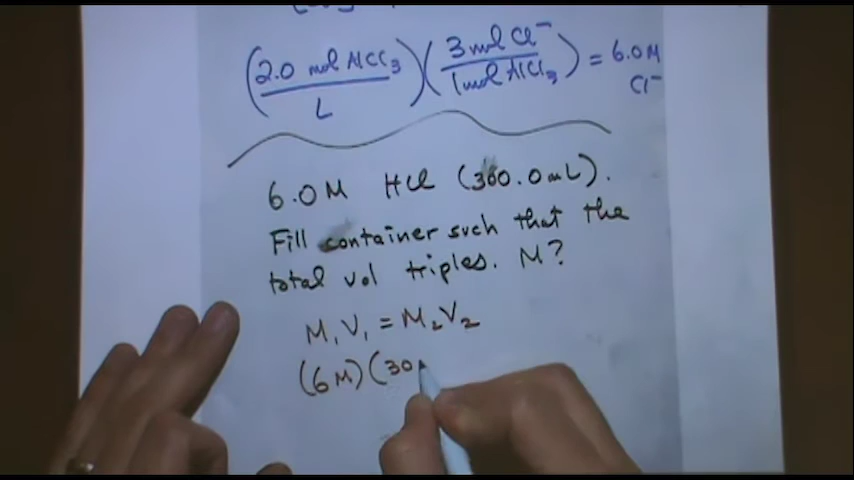 (2.0 mol AlCl₃ / L) (3 mol Cl⁻ / 1 mol AlCl₃) = 6.0 M Cl⁻
6.0 M HCl (300.0 mL).
Fill container such that the
total vol triples. M?
M₁V₁ = M₂V₂
(6 M) (30